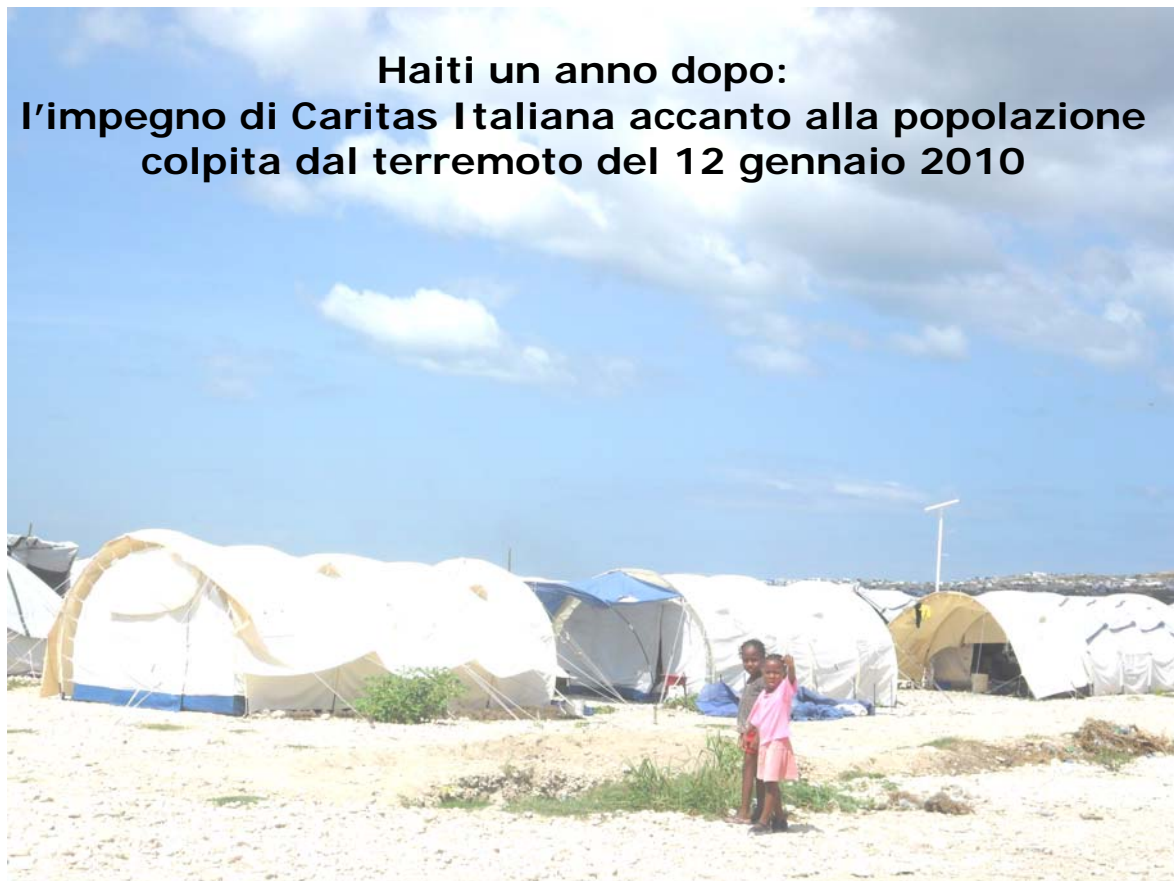 Haiti un anno dopo:
l'impegno di Caritas Italiana accanto alla popolazione
colpita dal terremoto del 12 gennaio 2010